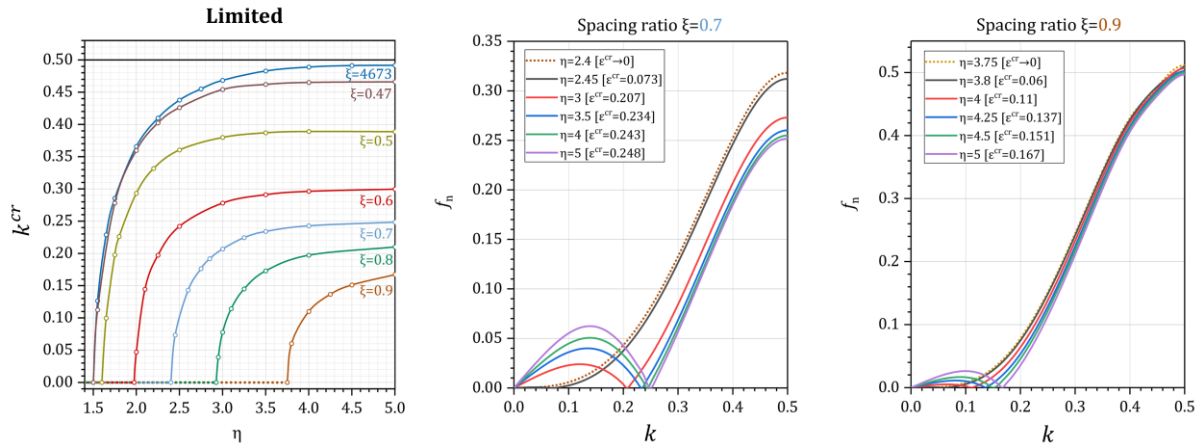 Limited
0.50
0.45
0.40
0.35
0.30
0.25
0.20
0.15
0.10
0.05
0.00
k^cr
ξ=4673
ξ=0.47
ξ=0.5
ξ=0.6
ξ=0.7
ξ=0.8
ξ=0.9
1.5 2.0 2.5 3.0 3.5 4.0 4.5 5.0
η
Spacing ratio ξ=0.7
0.35
0.30
0.25
0.20
0.15
0.10
0.05
0.00
f_n
η=2.4 [ε^cr→0]
η=2.45 [ε^cr=0.073]
η=3 [ε^cr=0.207]
η=3.5 [ε^cr=0.234]
η=4 [ε^cr=0.243]
η=5 [ε^cr=0.248]
0.0 0.1 0.2 0.3 0.4 0.5
k
Spacing ratio ξ=0.9
0.5
0.4
0.3
0.2
0.1
0.0
f_n
η=3.75 [ε^cr→0]
η=3.8 [ε^cr=0.06]
η=4 [ε^cr=0.11]
η=4.25 [ε^cr=0.137]
η=4.5 [ε^cr=0.151]
η=5 [ε^cr=0.167]
0.0 0.1 0.2 0.3 0.4 0.5
k